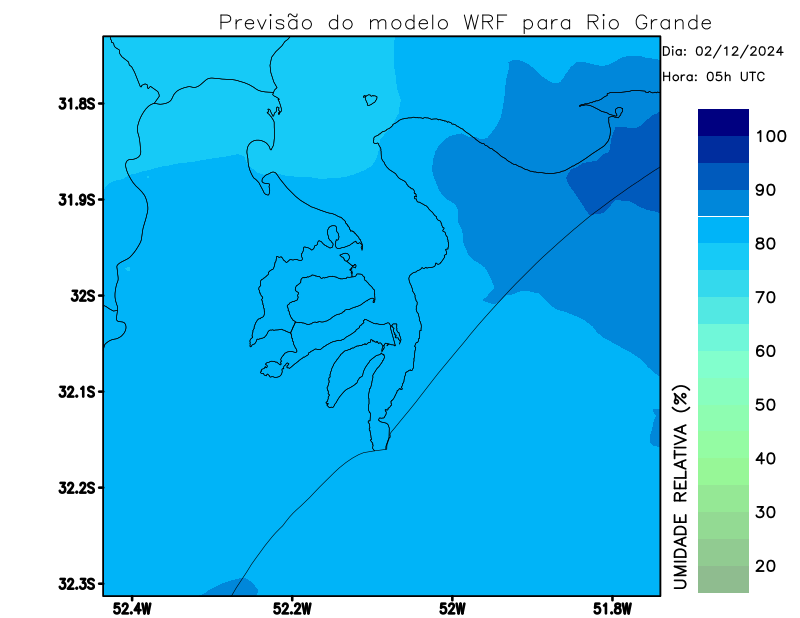 Previsão do modelo WRF para Rio Grande
Dia: 02/12/2024
Hora: 05h UTC
31.8S
31.9S
32S
32.1S
32.2S
32.3S
52.4W
52.2W
52W
51.8W
100
90
80
70
60
50
40
30
20
UMIDADE RELATIVA (%)